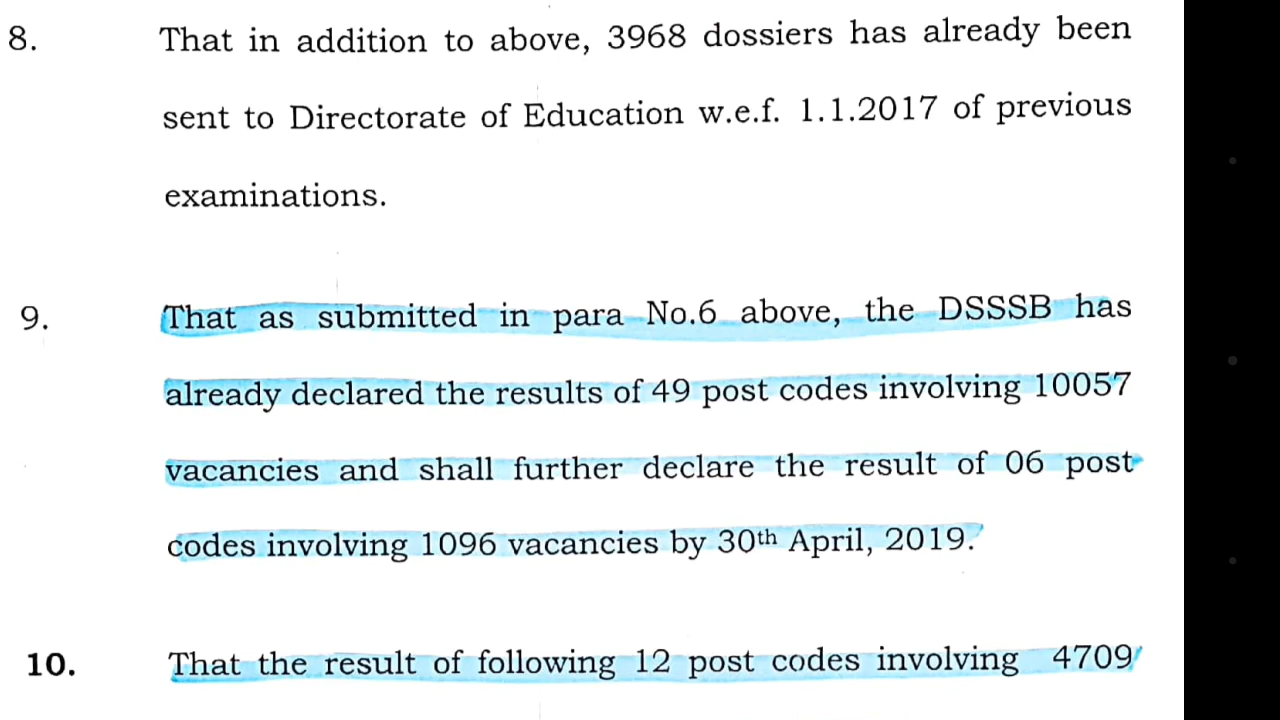 8. That in addition to above, 3968 dossiers has already been
sent to Directorate of Education w.e.f. 1.1.2017 of previous
examinations.
9. That as submitted in para No.6 above, the DSSSB has
already declared the results of 49 post codes involving 10057
vacancies and shall further declare the result of 06 post
codes involving 1096 vacancies by 30th April, 2019.
10. That the result of following 12 post codes involving 4709